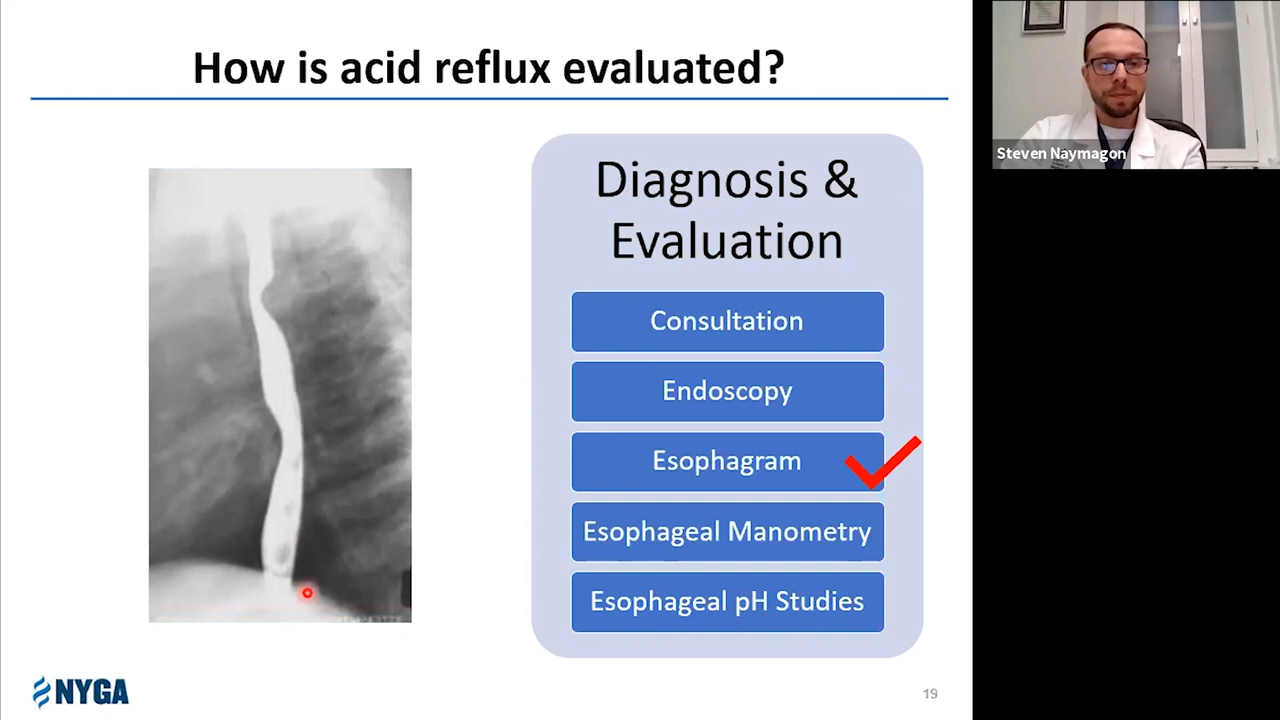 How is acid reflux evaluated?
Diagnosis &
Evaluation
Consultation
Endoscopy
Esophagram
Esophageal Manometry
Esophageal pH Studies
NYGA
19
Steven Naymagon